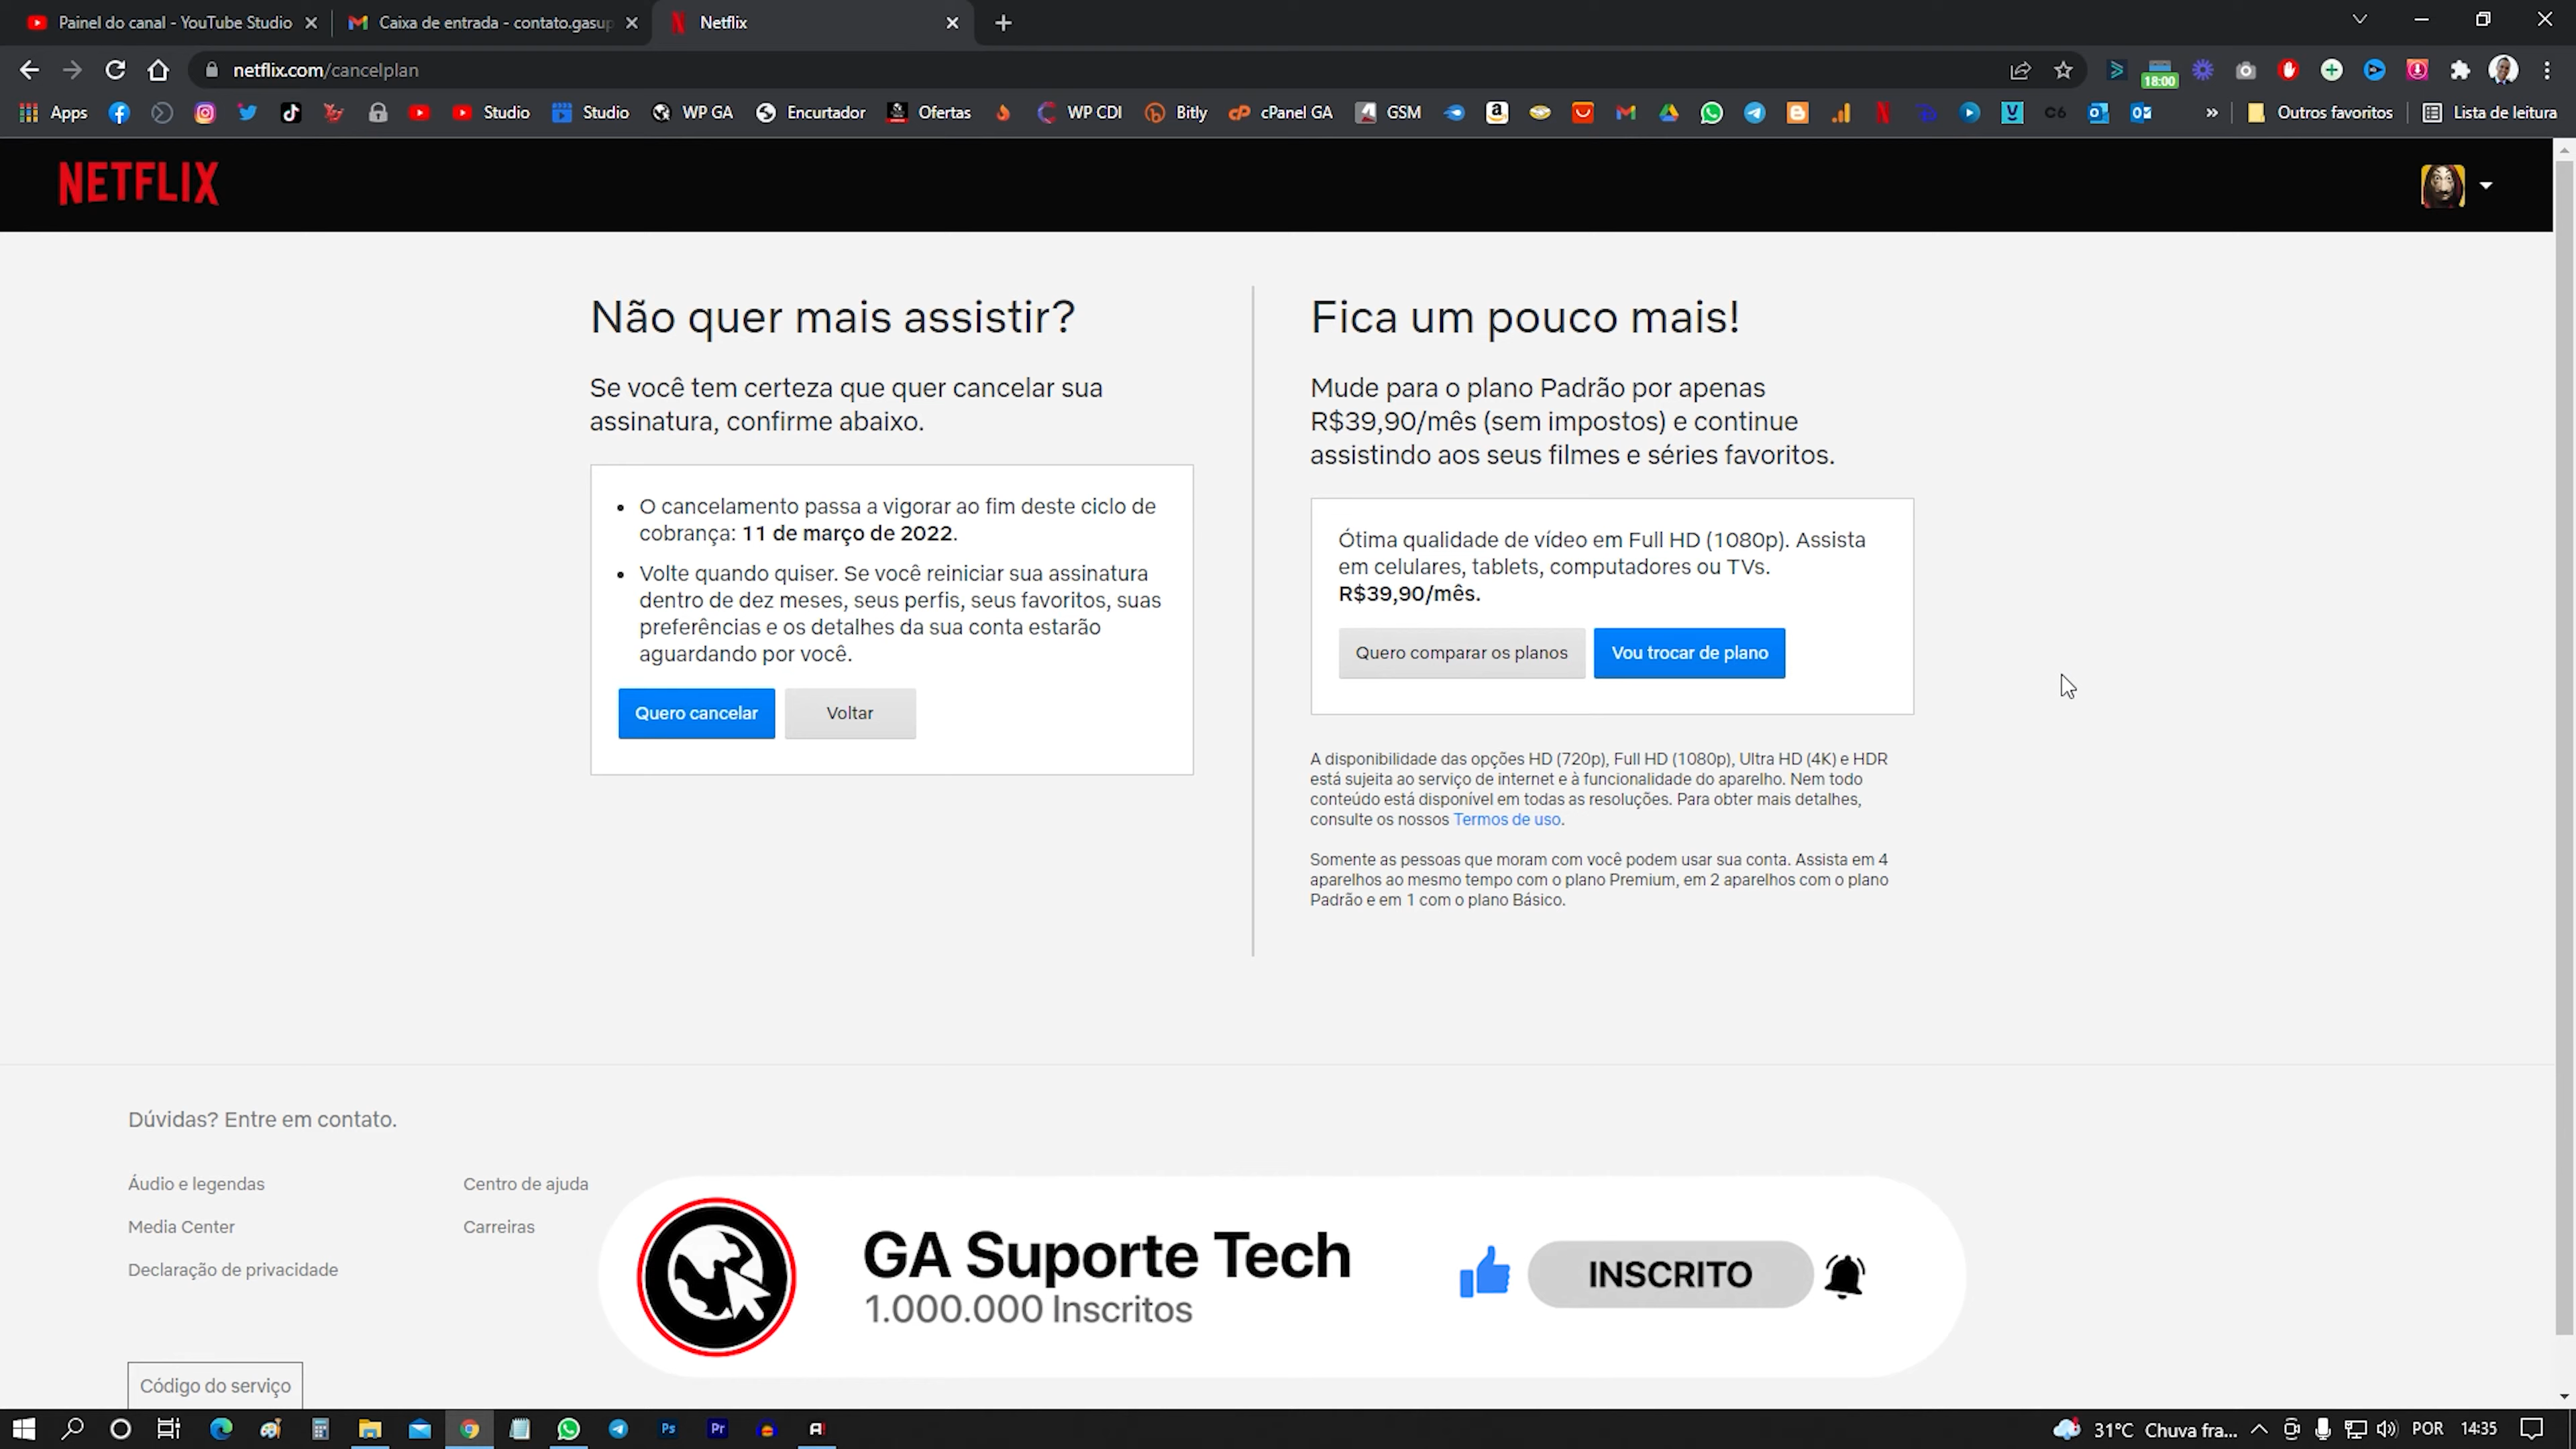 Painel do canal - YouTube Studio
Caixa de entrada - contato.gasup
Netflix
netflix.com/cancelplan
18:00
Apps
Studio
Studio
WP GA
Encurtador
Ofertas
WP CDI
Bitly
cPanel GA
GSM
C6
»
Outros favoritos
Lista de leitura
NETFLIX
Não quer mais assistir?
Se você tem certeza que quer cancelar sua
assinatura, confirme abaixo.
• O cancelamento passa a vigorar ao fim deste ciclo de
cobrança: 11 de março de 2022.
• Volte quando quiser. Se você reiniciar sua assinatura
dentro de dez meses, seus perfis, seus favoritos, suas
preferências e os detalhes da sua conta estarão
aguardando por você.
Quero cancelar
Voltar
Fica um pouco mais!
Mude para o plano Padrão por apenas
R$39,90/mês (sem impostos) e continue
assistindo aos seus filmes e séries favoritos.
Ótima qualidade de vídeo em Full HD (1080p). Assista
em celulares, tablets, computadores ou TVs.
R$39,90/mês.
Quero comparar os planos
Vou trocar de plano
A disponibilidade das opções HD (720p), Full HD (1080p), Ultra HD (4K) e HDR
está sujeita ao serviço de internet e à funcionalidade do aparelho. Nem todo
conteúdo está disponível em todas as resoluções. Para obter mais detalhes,
consulte os nossos Termos de uso.
Somente as pessoas que moram com você podem usar sua conta. Assista em 4
aparelhos ao mesmo tempo com o plano Premium, em 2 aparelhos com o plano
Padrão e em 1 com o plano Básico.
Dúvidas? Entre em contato.
Áudio e legendas
Centro de ajuda
Media Center
Carreiras
Declaração de privacidade
Código do serviço
GA Suporte Tech
1.000.000 Inscritos
INSCRITO
Ps
Pr
31°C Chuva fra...
POR
14:35